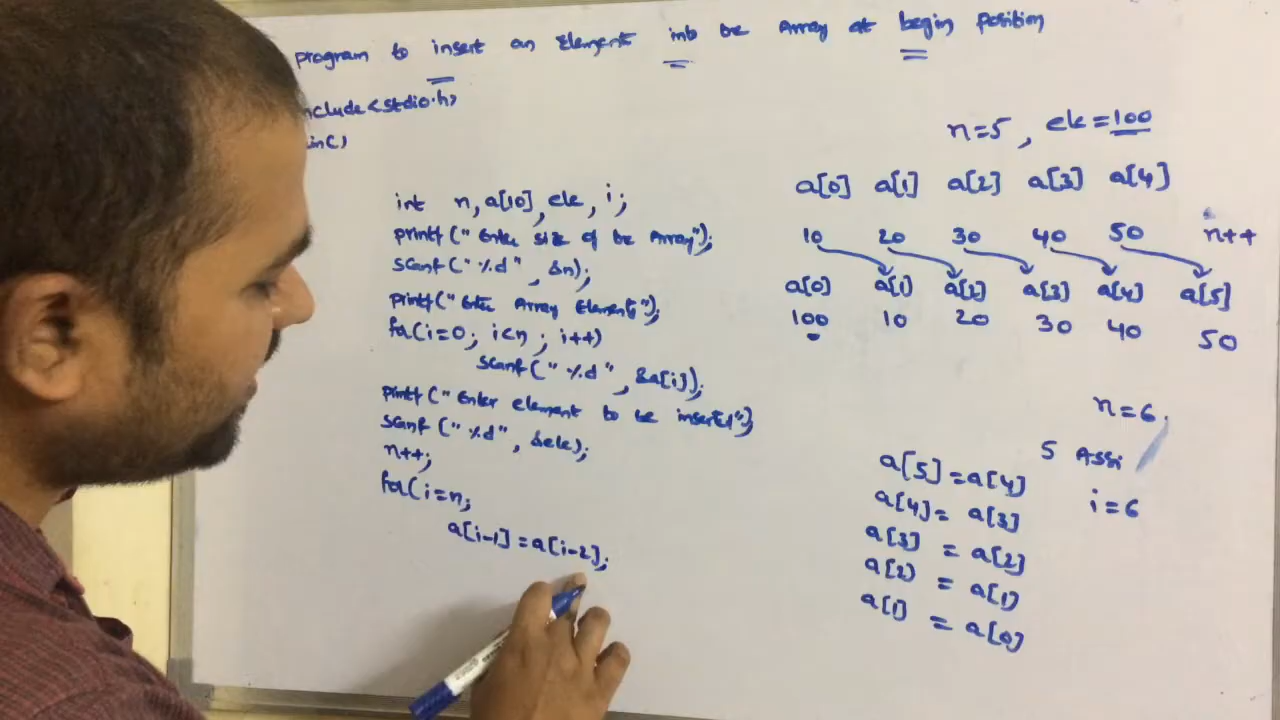 program to insert an Element into the Array at begin position
nclude<stdio.h>
in()
int n, a[10], ele, i;
printf("Enter size of the Array");
scanf("%d", &n);
printf("Enter Array Elements");
for(i=0; i<n; i++)
scanf("%d", &a[i]);
printf("Enter element to be inserted");
scanf("%d", &ele);
n++;
for(i=n;
a[i-1]=a[i-2];
n=5, ele=100
a[0] a[1] a[2] a[3] a[4]
10 20 30 40 50 n++
a[0] a[1] a[2] a[3] a[4] a[5]
100 10 20 30 40 50
n=6,
5 Assi
i=6
a[5]=a[4]
a[4]=a[3]
a[3]=a[2]
a[2]=a[1]
a[1]=a[0]